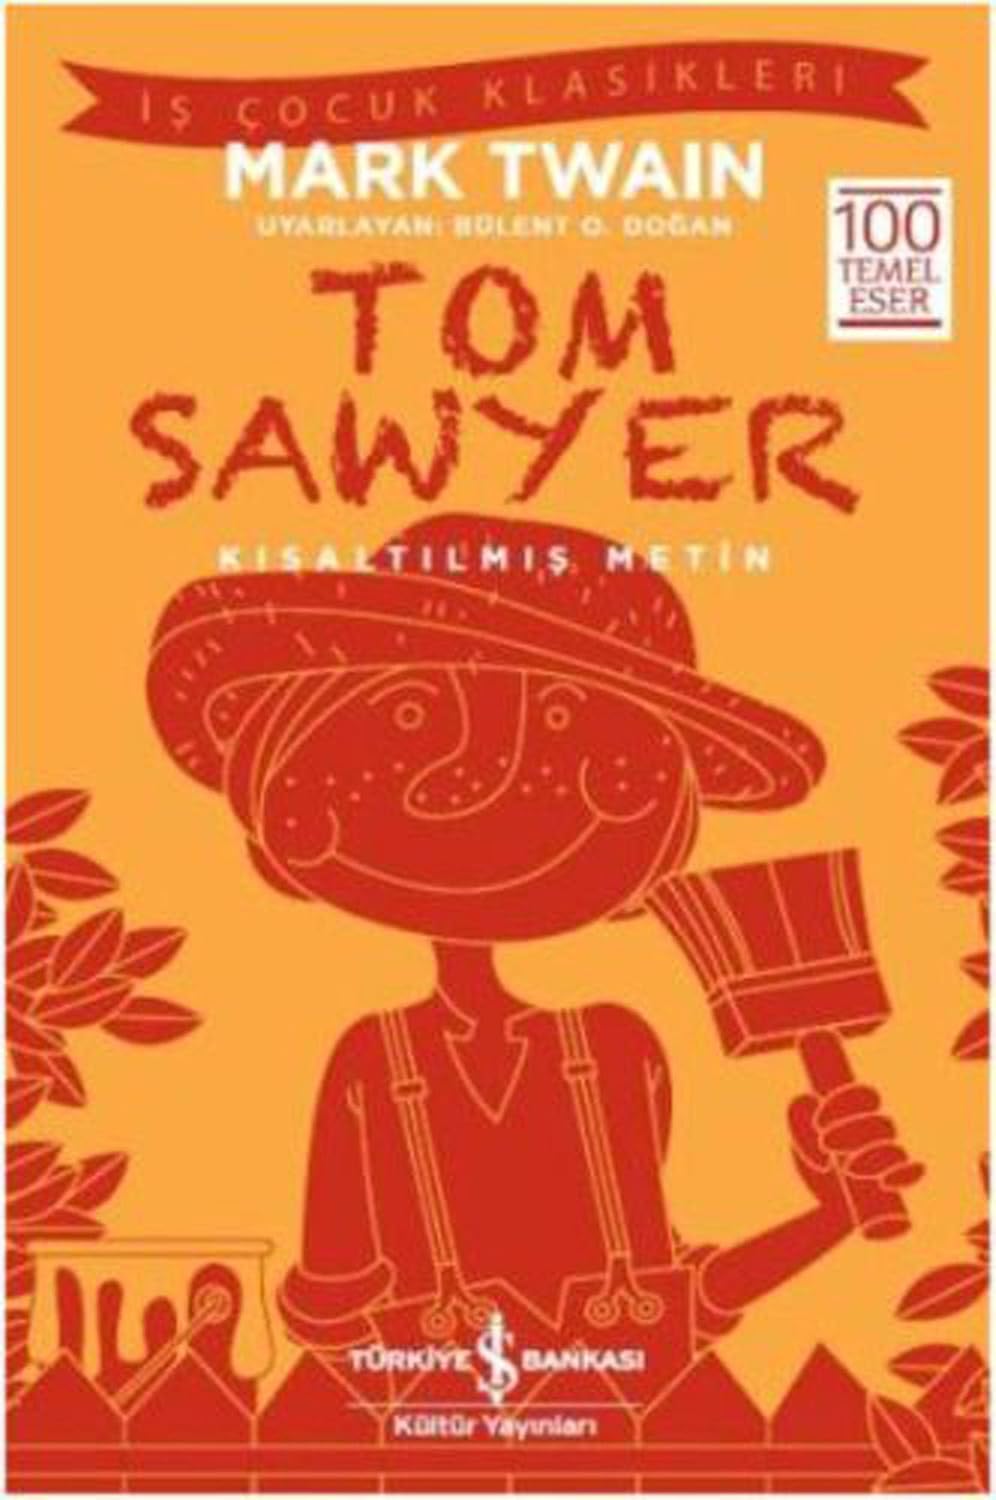 İŞ ÇOCUK KLASİKLERİ
MARK TWAIN
UYARLAYAN: BÜLENT O. DOĞAN
100
TEMEL
ESER
TOM
SAWYER
KISALTILMIŞ METİN
TÜRKİYE İŞ BANKASI
Kültür Yayınları